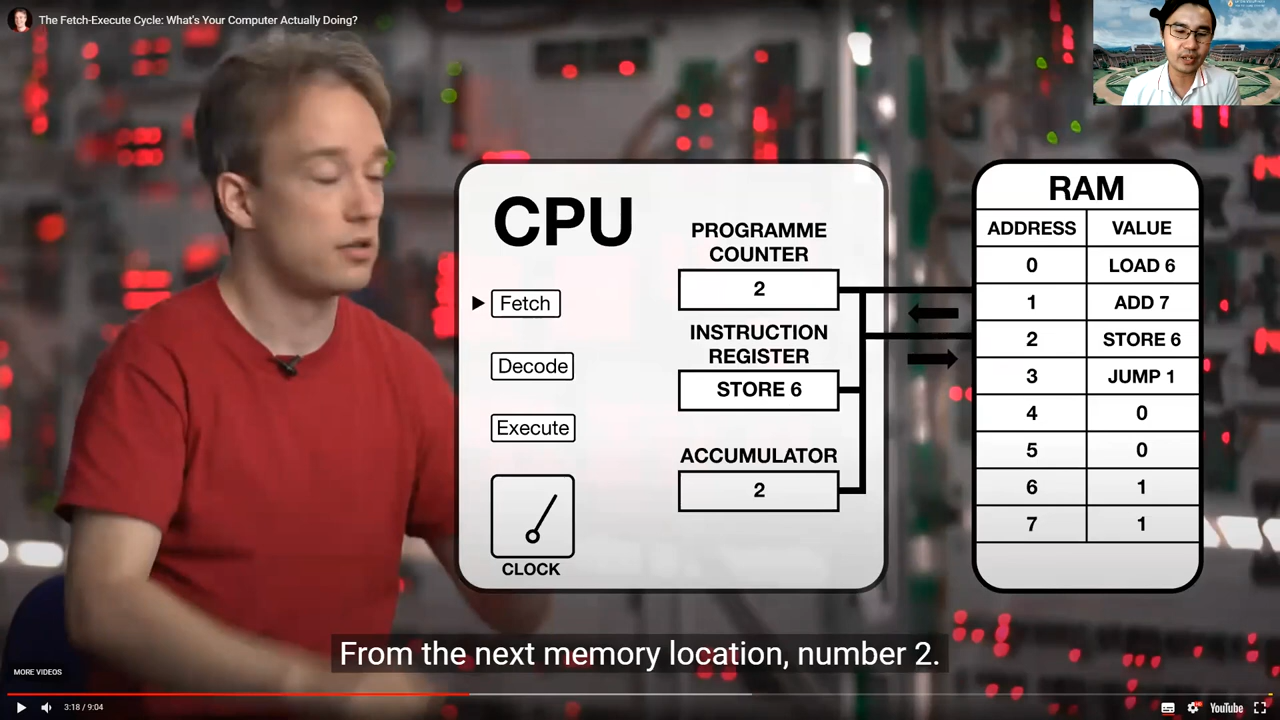 The Fetch-Execute Cycle: What's Your Computer Actually Doing?
CPU
Fetch
Decode
Execute
CLOCK
PROGRAMME
COUNTER
2
INSTRUCTION
REGISTER
STORE 6
ACCUMULATOR
2
RAM
ADDRESS VALUE
0 LOAD 6
1 ADD 7
2 STORE 6
3 JUMP 1
4 0
5 0
6 1
7 1
From the next memory location, number 2.
MORE VIDEOS
3:18 / 9:04
YouTube